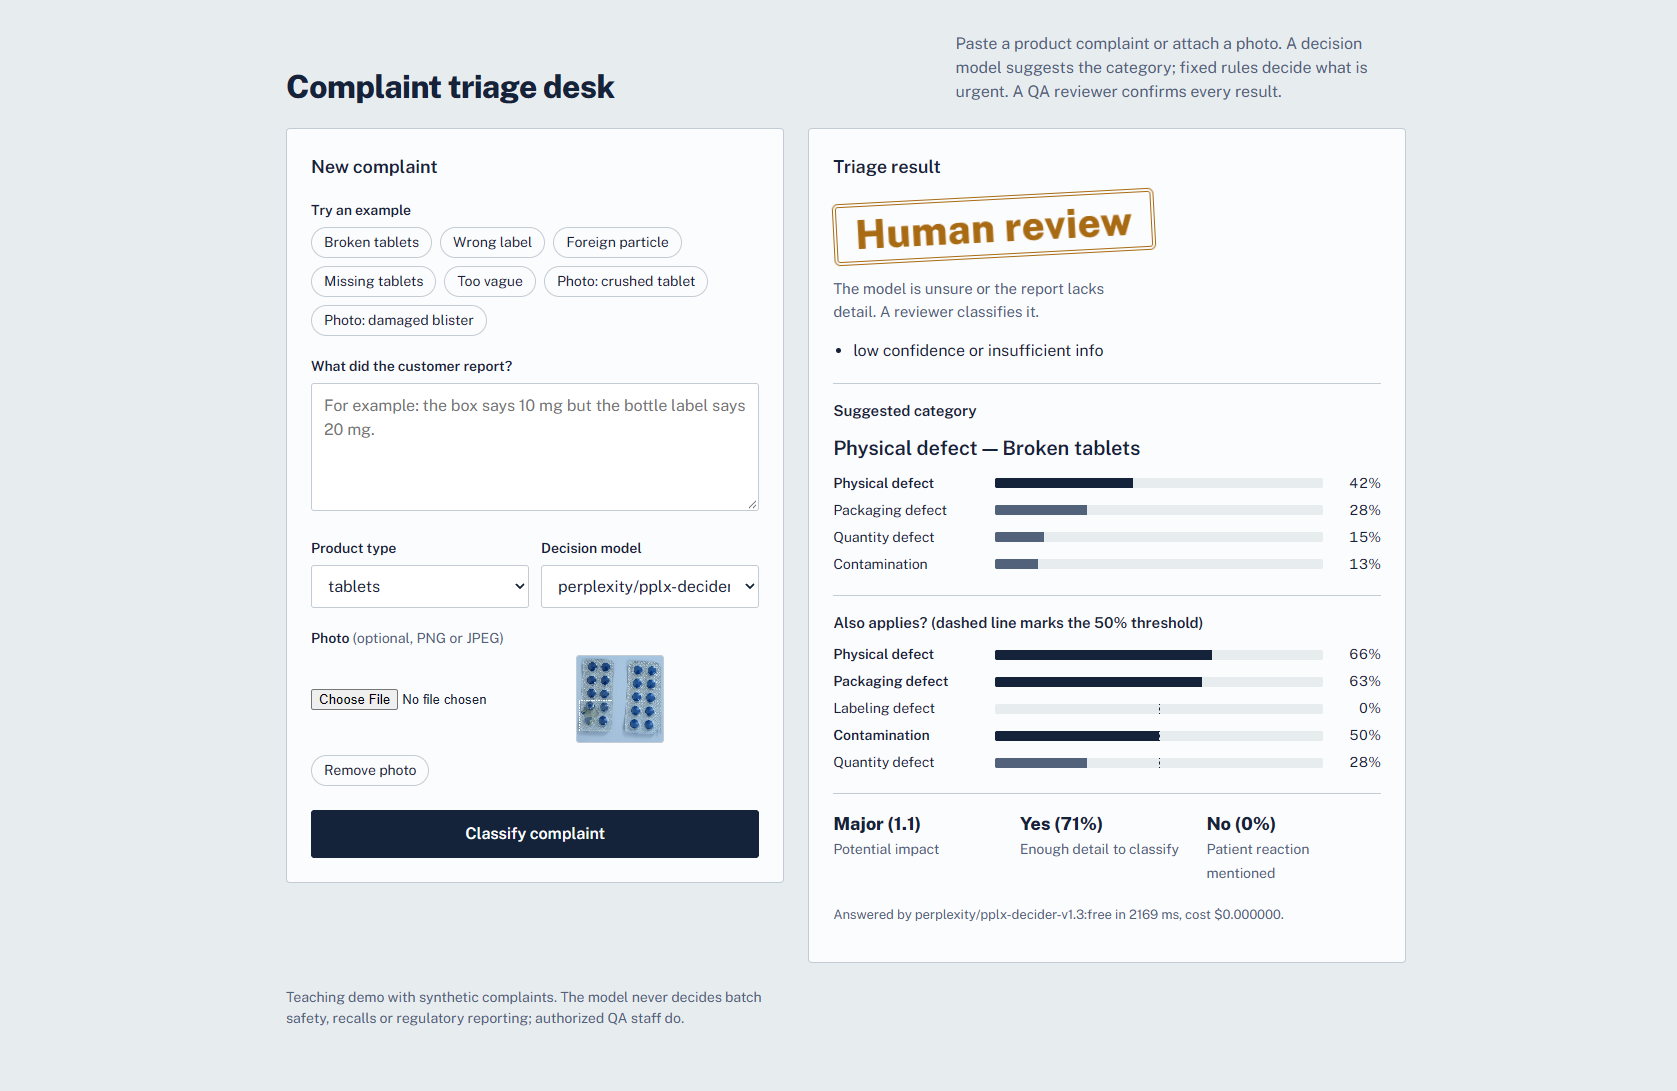 Complaint triage desk
Paste a product complaint or attach a photo. A decision
model suggests the category; fixed rules decide what is
urgent. A QA reviewer confirms every result.
New complaint
Try an example
Broken tablets
Wrong label
Foreign particle
Missing tablets
Too vague
Photo: crushed tablet
Photo: damaged blister
What did the customer report?
For example: the box says 10 mg but the bottle label says
20 mg.
Product type
Decision model
tablets
perplexity/pplx-decider
Photo (optional, PNG or JPEG)
Choose File No file chosen
Remove photo
Classify complaint
Triage result
Human review
The model is unsure or the report lacks
detail. A reviewer classifies it.
• low confidence or insufficient info
Suggested category
Physical defect — Broken tablets
Physical defect 42%
Packaging defect 28%
Quantity defect 15%
Contamination 13%
Also applies? (dashed line marks the 50% threshold)
Physical defect 66%
Packaging defect 63%
Labeling defect 0%
Contamination 50%
Quantity defect 28%
Major (1.1)
Potential impact
Yes (71%)
Enough detail to classify
No (0%)
Patient reaction
mentioned
Answered by perplexity/pplx-decider-v1.3:free in 2169 ms, cost $0.000000.
Teaching demo with synthetic complaints. The model never decides batch
safety, recalls or regulatory reporting; authorized QA staff do.